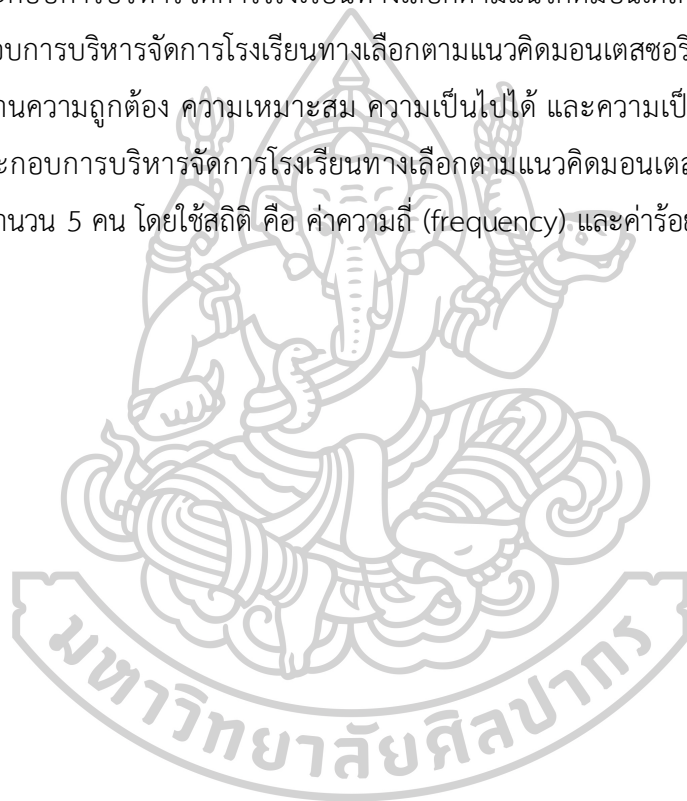 อบการบริหารจัดการโรงเรียนทางเลือกตามแนวคิดมอนเตสซอริ
านความถูกต้อง ความเหมาะสม ความเป็นไปได้ และความเป็
ะกอบการบริหารจัดการโรงเรียนทางเลือกตามแนวคิดมอนเตส
ำนวน 5 คน โดยใช้สถิติ คือ ค่าความถี่ (frequency) และค่าร้อย
มหาวิทยาลัยศิลปากร